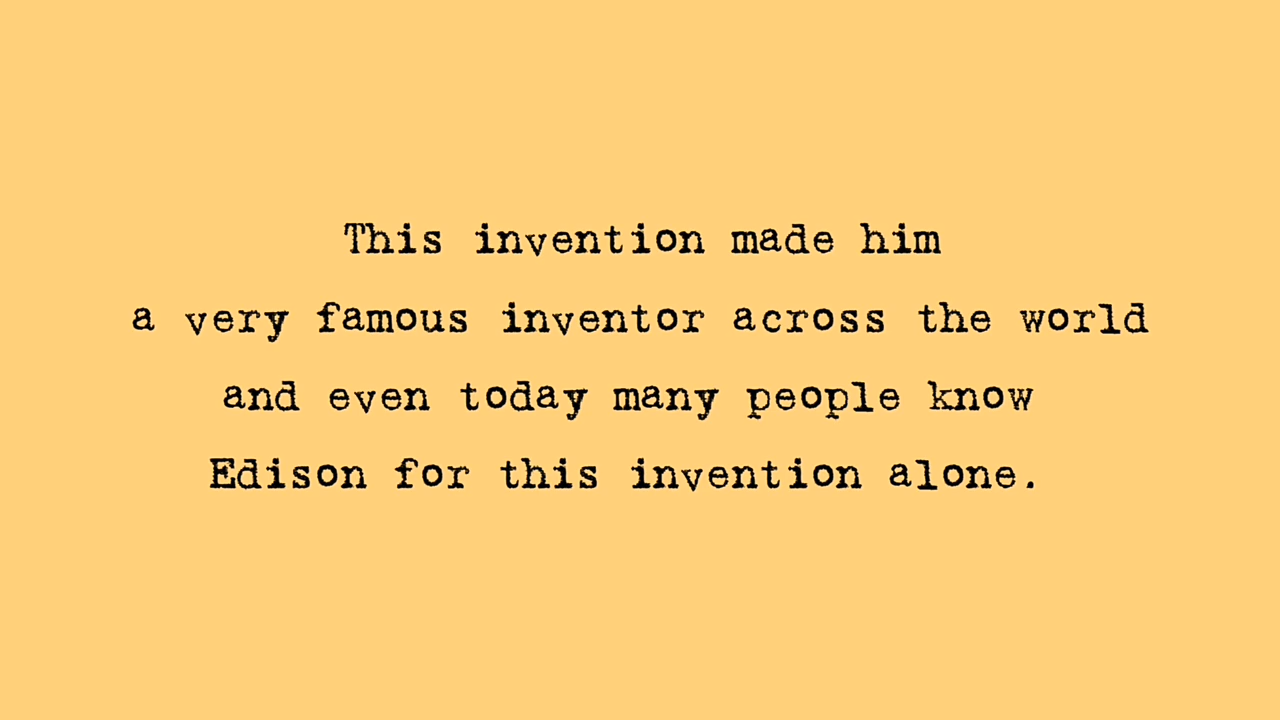 This invention made him
a very famous inventor across the world
and even today many people know
Edison for this invention alone.